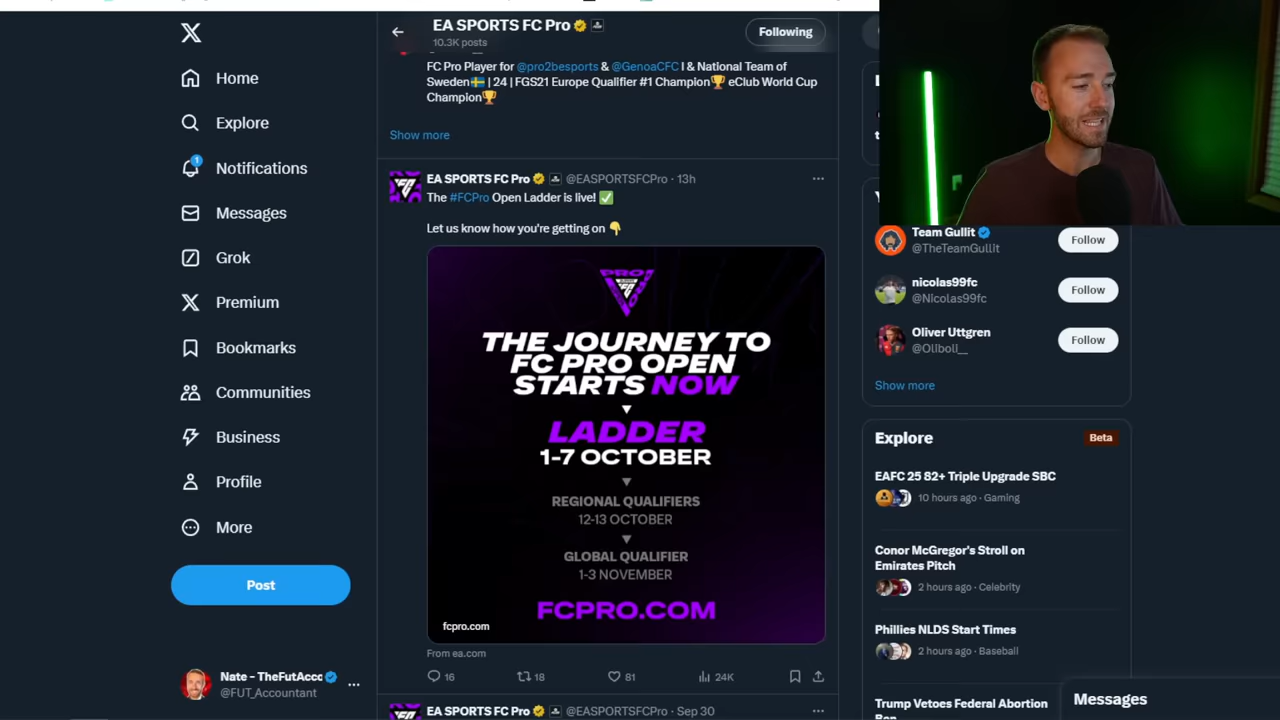 Home
Explore
1
Notifications
Messages
Grok
Premium
Bookmarks
Communities
Business
Profile
More
Post
Nate - TheFutAccc
@FUT_Accountant
EA SPORTS FC Pro
10.3K posts
Following
FC Pro Player for @pro2besports & @GenoaCFC I & National Team of
Sweden🇸🇪 | 24 | FGS21 Europe Qualifier #1 Champion🏆 eClub World Cup
Champion🏆
Show more
EA SPORTS FC Pro @EASPORTSFCPro · 13h
The #FCPro Open Ladder is live! ✅
Let us know how you're getting on 👇
THE JOURNEY TO
FC PRO OPEN
STARTS NOW
LADDER
1-7 OCTOBER
REGIONAL QUALIFIERS
12-13 OCTOBER
GLOBAL QUALIFIER
1-3 NOVEMBER
FCPRO.COM
fcpro.com
From ea.com
16
18
81
24K
EA SPORTS FC Pro @EASPORTSFCPro · Sep 30
Team Gullit
@TheTeamGullit
Follow
nicolas99fc
@Nicolas99fc
Follow
Oliver Uttgren
@Ollboll__
Follow
Show more
Explore
Beta
EAFC 25 82+ Triple Upgrade SBC
10 hours ago · Gaming
Conor McGregor's Stroll on
Emirates Pitch
2 hours ago · Celebrity
Phillies NLDS Start Times
2 hours ago · Baseball
Trump Vetoes Federal Abortion
Messages